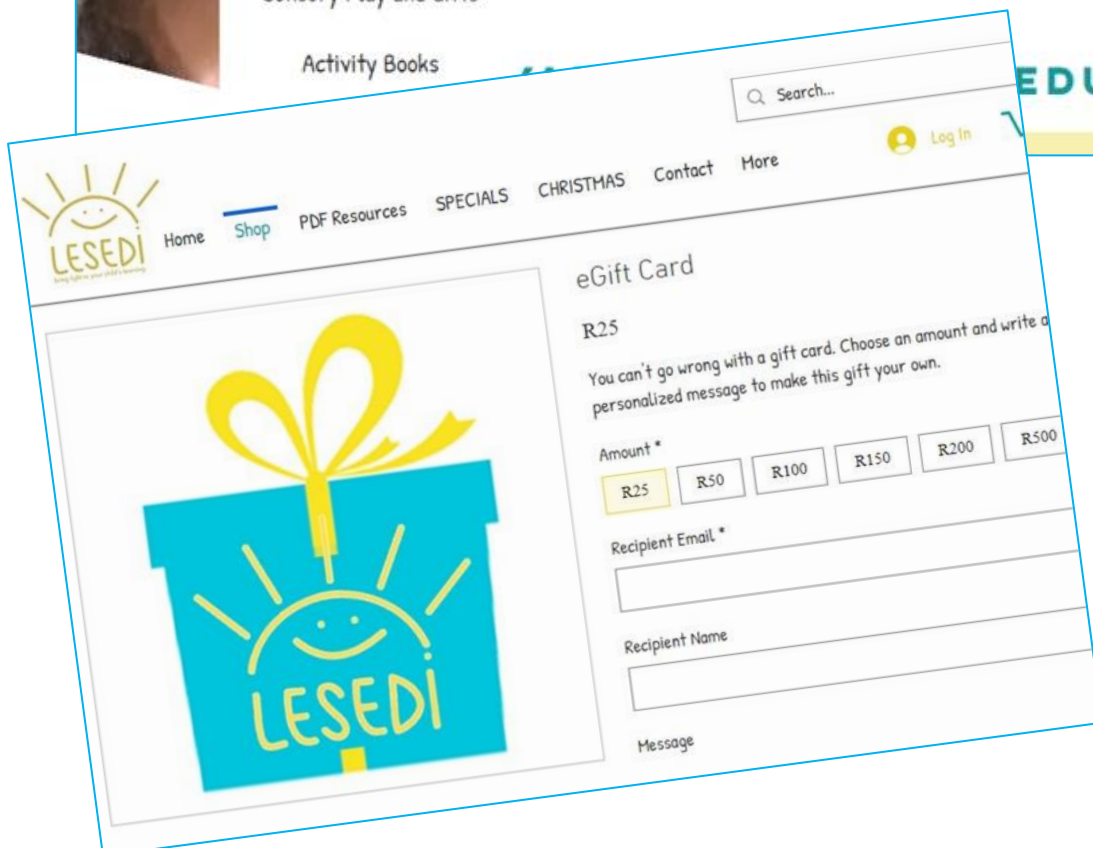 Activity Books
EDU
Search...
Log In
LESEDI
Home Shop PDF Resources SPECIALS CHRISTMAS Contact More
eGift Card
R25
You can't go wrong with a gift card. Choose an amount and write a
personalized message to make this gift your own.
Amount *
R25 R50 R100 R150 R200 R500
Recipient Email *
Recipient Name
Message
LESEDI